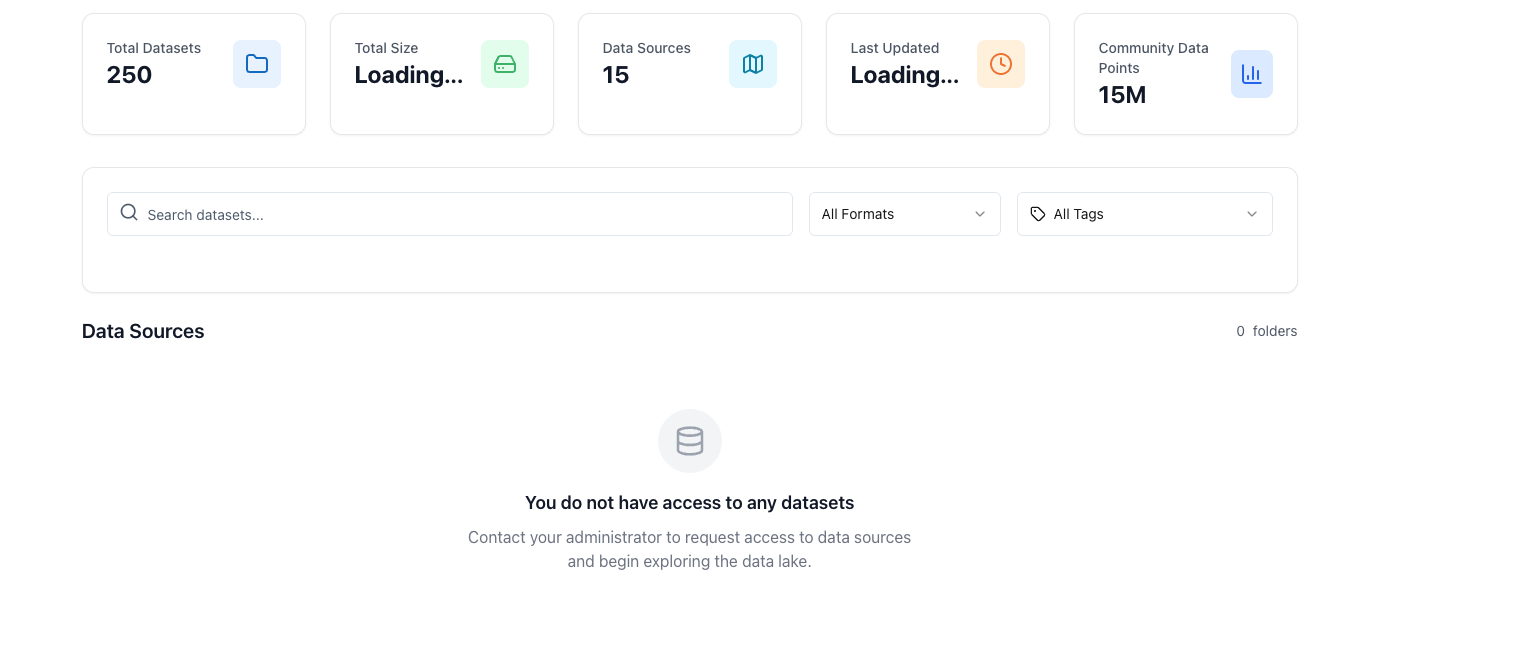 Total Datasets
250
Total Size
Loading...
Data Sources
15
Last Updated
Loading...
Community Data
Points
15M
Search datasets...
All Formats
All Tags
Data Sources
0 folders
You do not have access to any datasets
Contact your administrator to request access to data sources
and begin exploring the data lake.